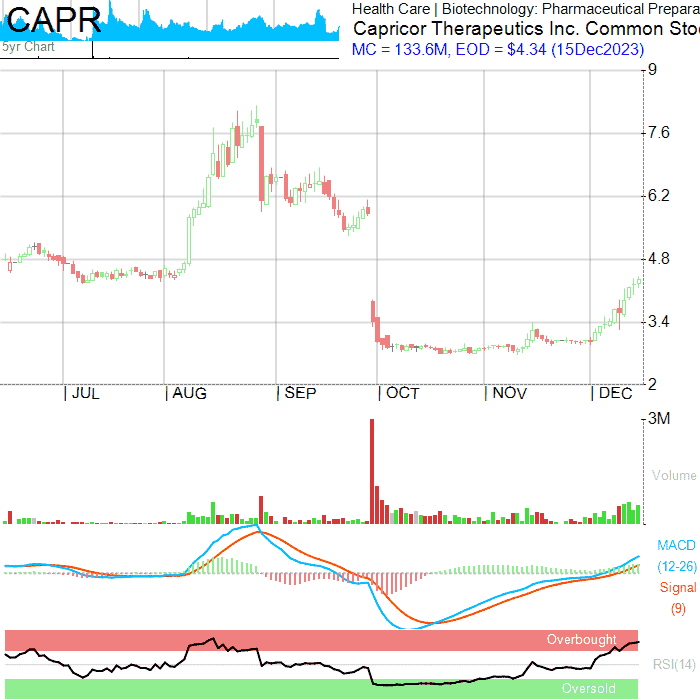 CAPR
5yr Chart
Health Care | Biotechnology: Pharmaceutical Prepara
Capricor Therapeutics Inc. Common Stoc
MC = 133.6M, EOD = $4.34 (15Dec2023)
9
7.6
6.2
4.8
3.4
2
| JUL | AUG | SEP | OCT | NOV | DEC
3M
Volume
MACD
(12-26)
Signal
(9)
Overbought
RSI(14)
Oversold